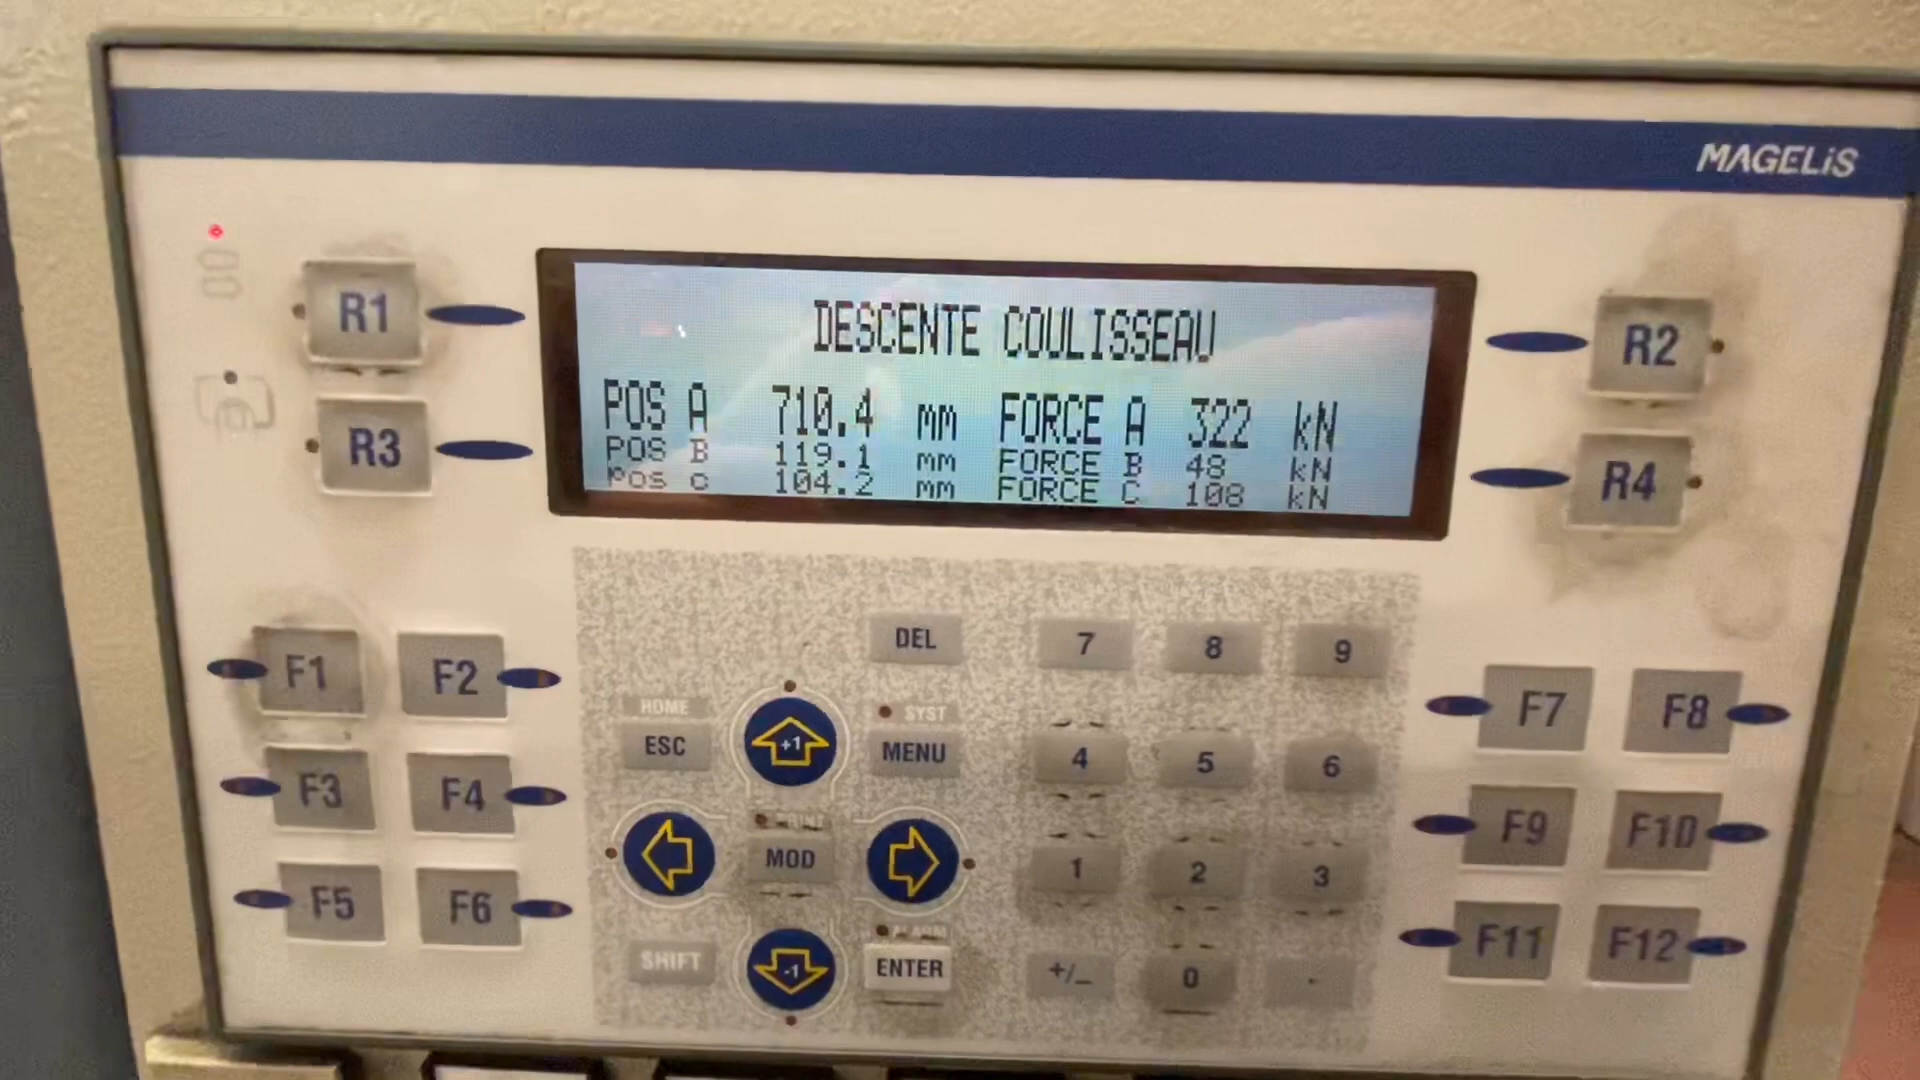 MAGELiS
R1
R2
R3
R4
DESCENTE COULISSEAU
POS A 710.4 mm FORCE A 322 kN
POS B 119.1 mm FORCE B 48 kN
POS C 104.2 mm FORCE C 108 kN
F1 F2
F3 F4
F5 F6
DEL
HOME
ESC
+1
SYST
MENU
PRINT
MOD
SHIFT
-1
ALARM
ENTER
7 8 9
4 5 6
1 2 3
+/_ 0 .
F7 F8
F9 F10
F11 F12